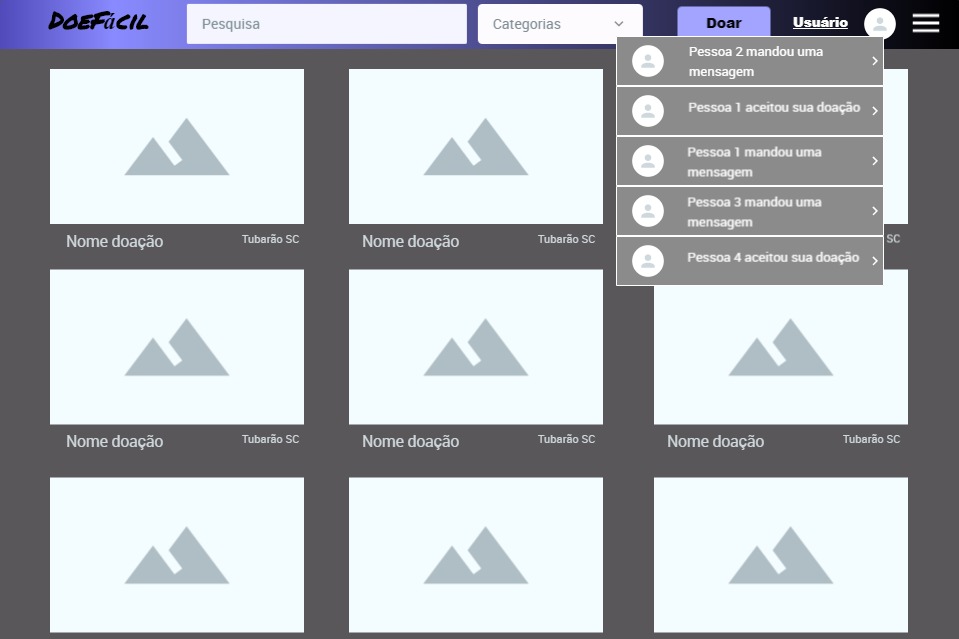 DoeFácil
Pesquisa
Categorias
Doar
Usuário
Pessoa 2 mandou uma
mensagem
Pessoa 1 aceitou sua doação
Pessoa 1 mandou uma
mensagem
Pessoa 3 mandou uma
mensagem
Pessoa 4 aceitou sua doação
Nome doação
Tubarão SC
Nome doação
Tubarão SC
SC
Nome doação
Tubarão SC
Nome doação
Tubarão SC
Nome doação
Tubarão SC